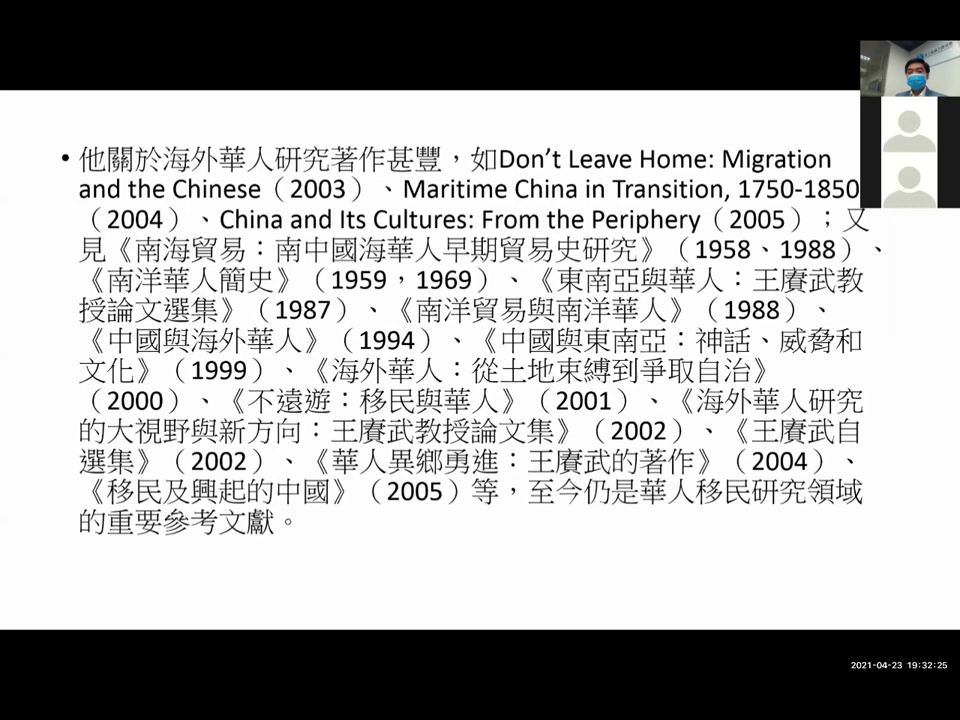 • 他關於海外華人研究著作甚豐，如Don’t Leave Home: Migration
and the Chinese（2003）、Maritime China in Transition, 1750-1850
（2004）、China and Its Cultures: From the Periphery（2005）；又
見《南海貿易：南中國海華人早期貿易史研究》（1958、1988）、
《南洋華人簡史》（1959，1969）、《東南亞與華人：王賡武教
授論文選集》（1987）、《南洋貿易與南洋華人》（1988）、
《中國與海外華人》（1994）、《中國與東南亞：神話、威脅和
文化》（1999）、《海外華人：從土地束縛到爭取自治》
（2000）、《不遠遊：移民與華人》（2001）、《海外華人研究
的大視野與新方向：王賡武教授論文集》（2002）、《王賡武自
選集》（2002）、《華人異鄉勇進：王賡武的著作》（2004）、
《移民及興起的中國》（2005）等，至今仍是華人移民研究領域
的重要參考文獻。
2021-04-23 19:32:25